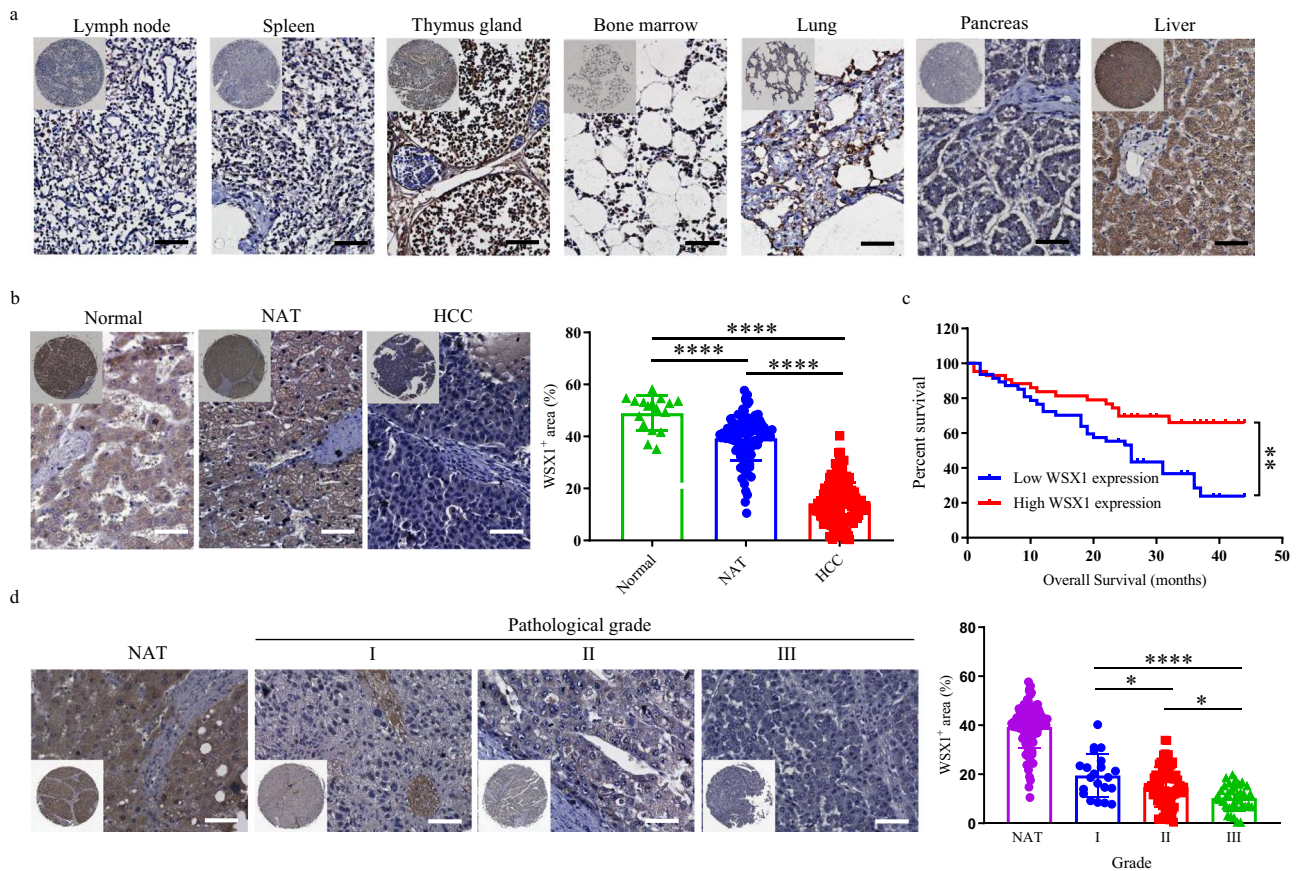 a
Lymph node
Spleen
Thymus gland
Bone marrow
Lung
Pancreas
Liver
b
Normal
NAT
HCC
WSX1+ area (%)
80
60
40
20
0
****
**** ****
Normal
NAT
HCC
c
Percent survival
120
100
80
60
40
20
0
Low WSX1 expression
High WSX1 expression
**
0 10 20 30 40 50
Overall Survival (months)
d
Pathological grade
NAT
I
II
III
WSX1+ area (%)
80
60
40
20
0
****
* *
NAT I II III
Grade